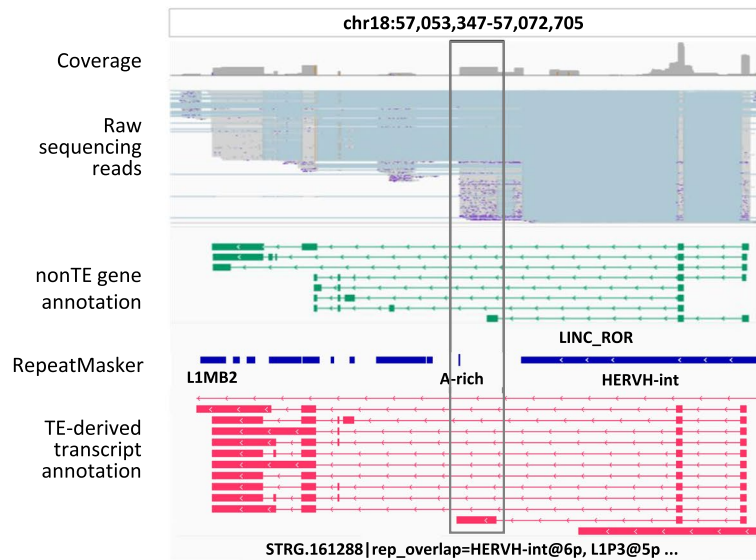 chr18:57,053,347-57,072,705
Coverage
Raw
sequencing
reads
nonTE gene
annotation
LINC_ROR
RepeatMasker
L1MB2
A-rich
HERVH-int
TE-derived
transcript
annotation
STRG.161288|rep_overlap=HERVH-int@6p, L1P3@5p ...